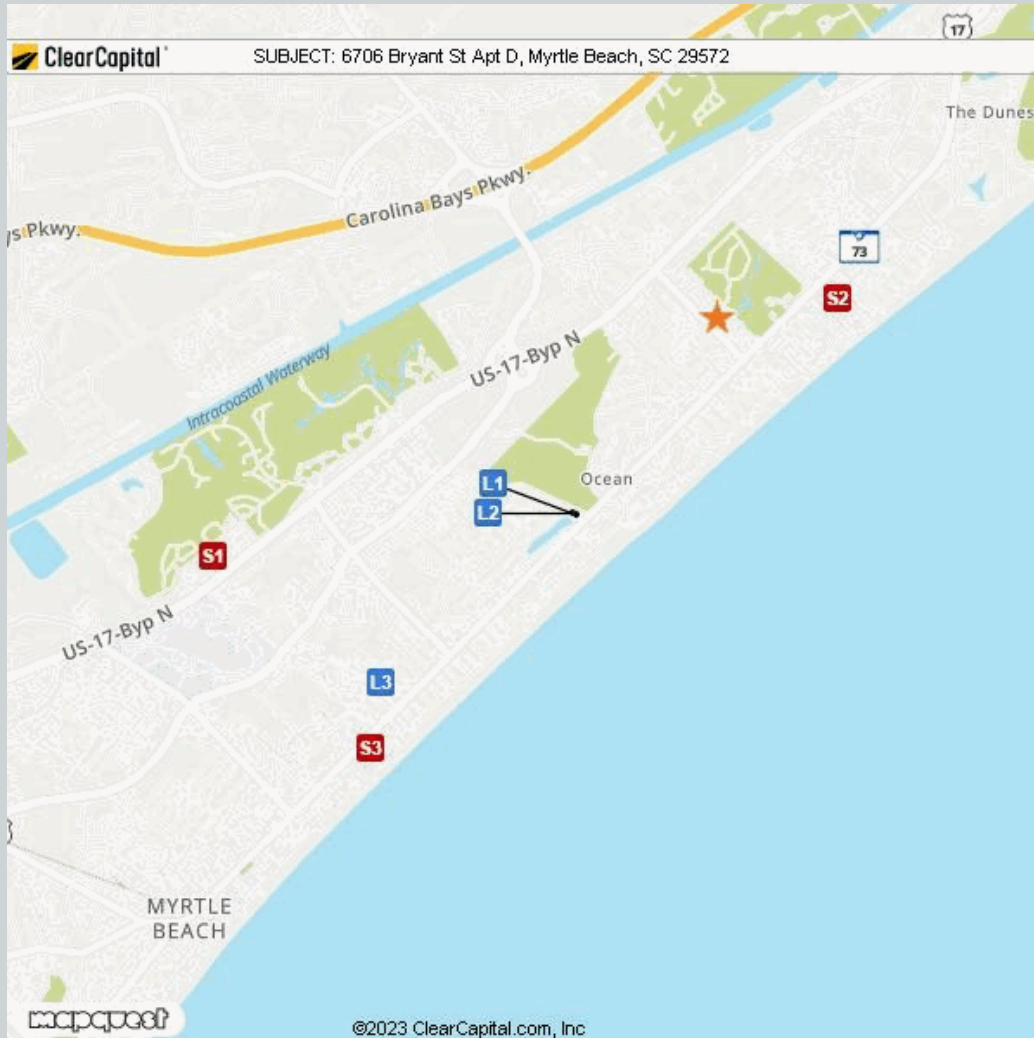 17
ClearCapital
SUBJECT: 6706 Bryant St Apt D, Myrtle Beach, SC 29572
The Dunes
Carolina Bays Pkwy.
ys Pkwy.
73
S2
US-17-Byp N
Intracoastal Waterway
L1
Ocean
L2
S1
US-17-Byp N
L3
S3
MYRTLE
BEACH
mapquest
©2023 ClearCapital.com, Inc